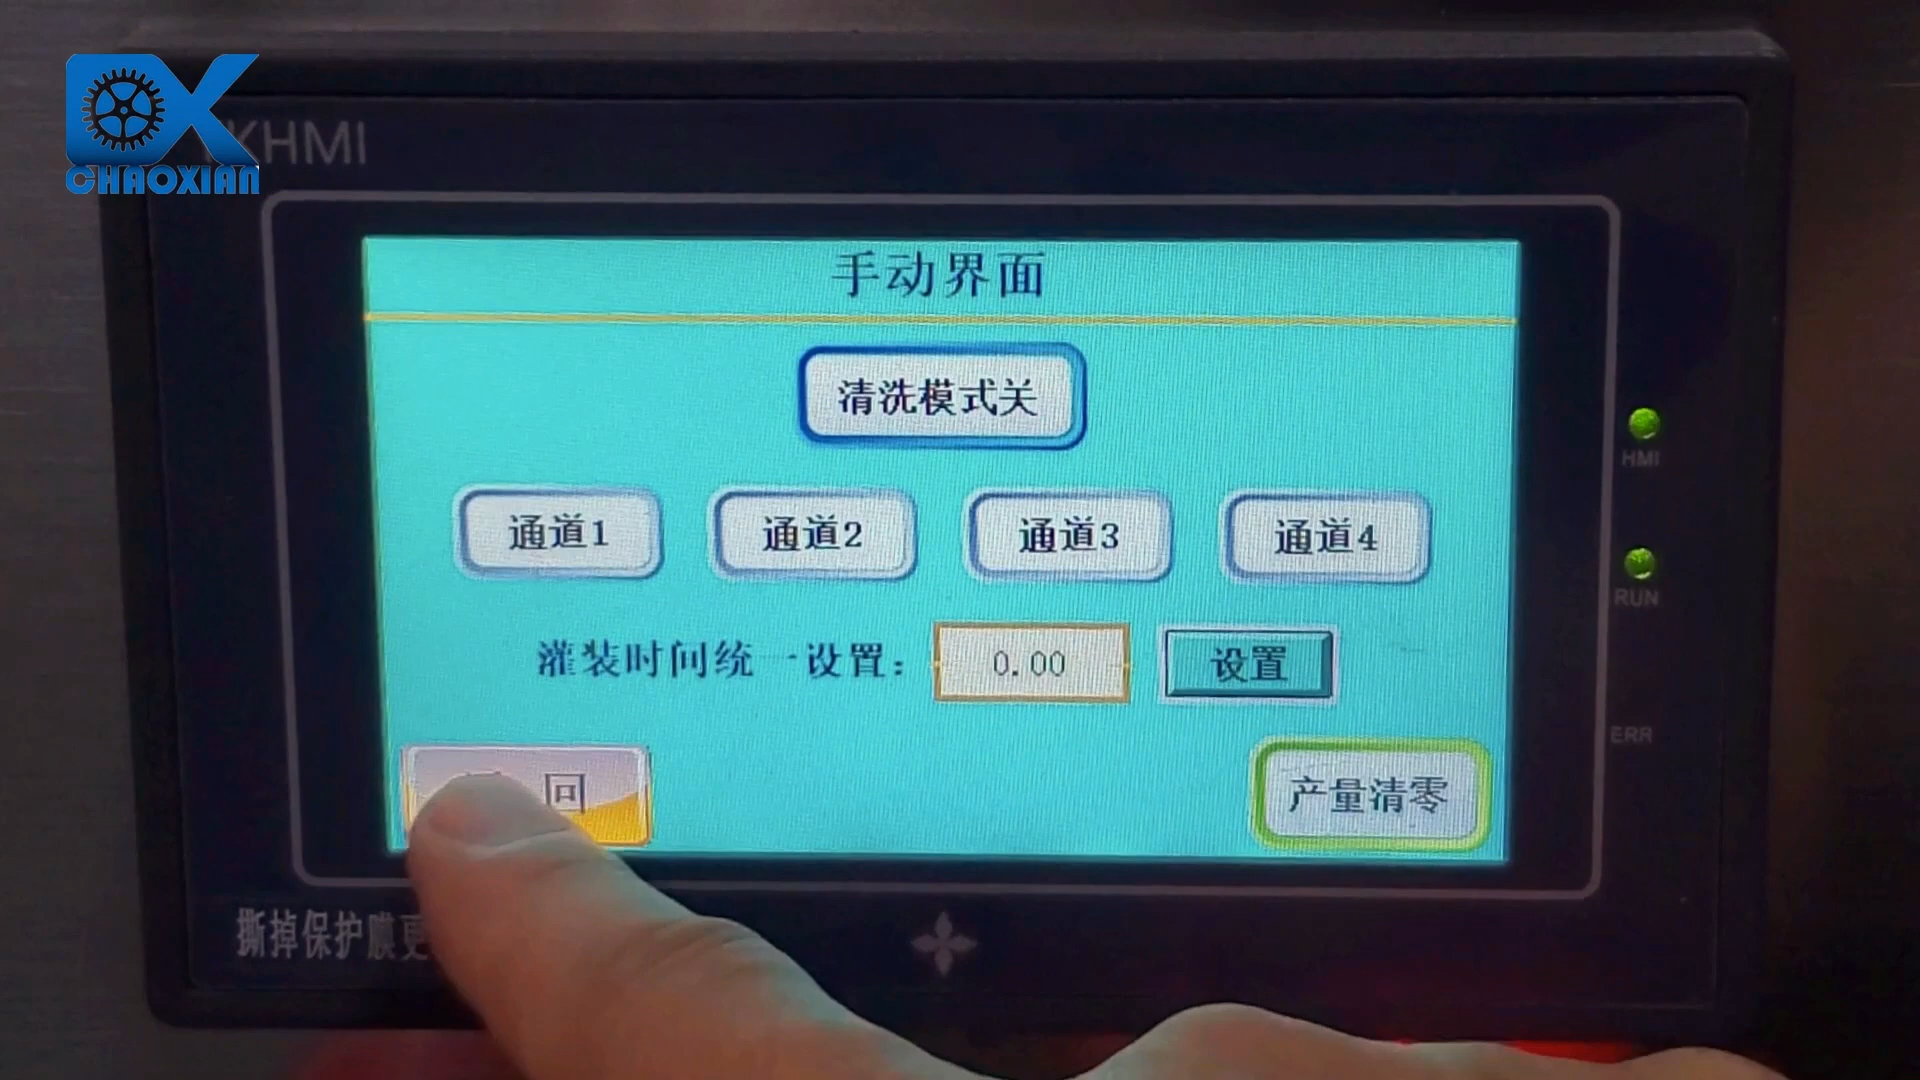 CHAOXIAN
KHMI
手动界面
清洗模式关
通道1 通道2 通道3 通道4
灌装时间统一设置: 0.00 设置
回 产量清零
撕掉保护膜更
HMI
RUN
ERR